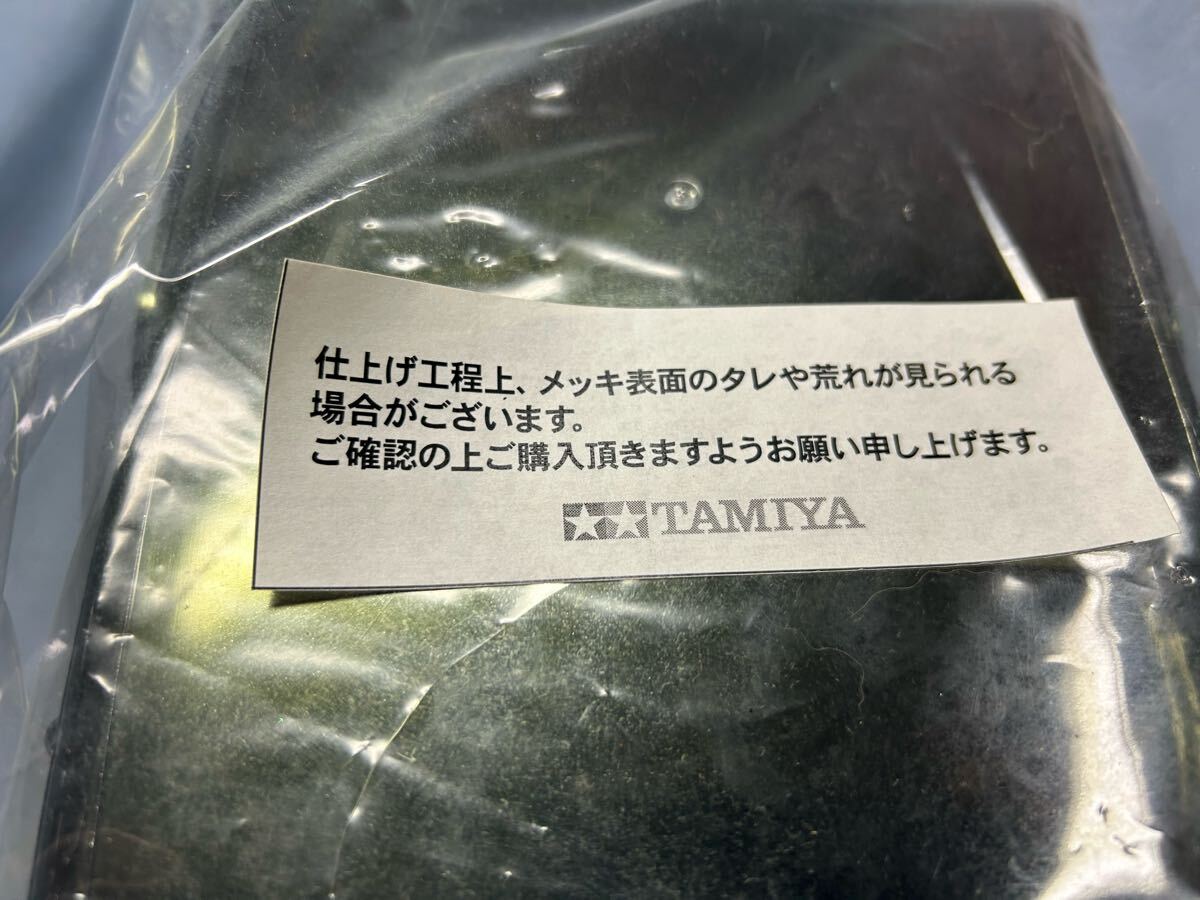 仕上げ工程上、メッキ表面のタレや荒れが見られる
場合がございます。
ご確認の上ご購入頂きますようお願い申し上げます。
TAMIYA